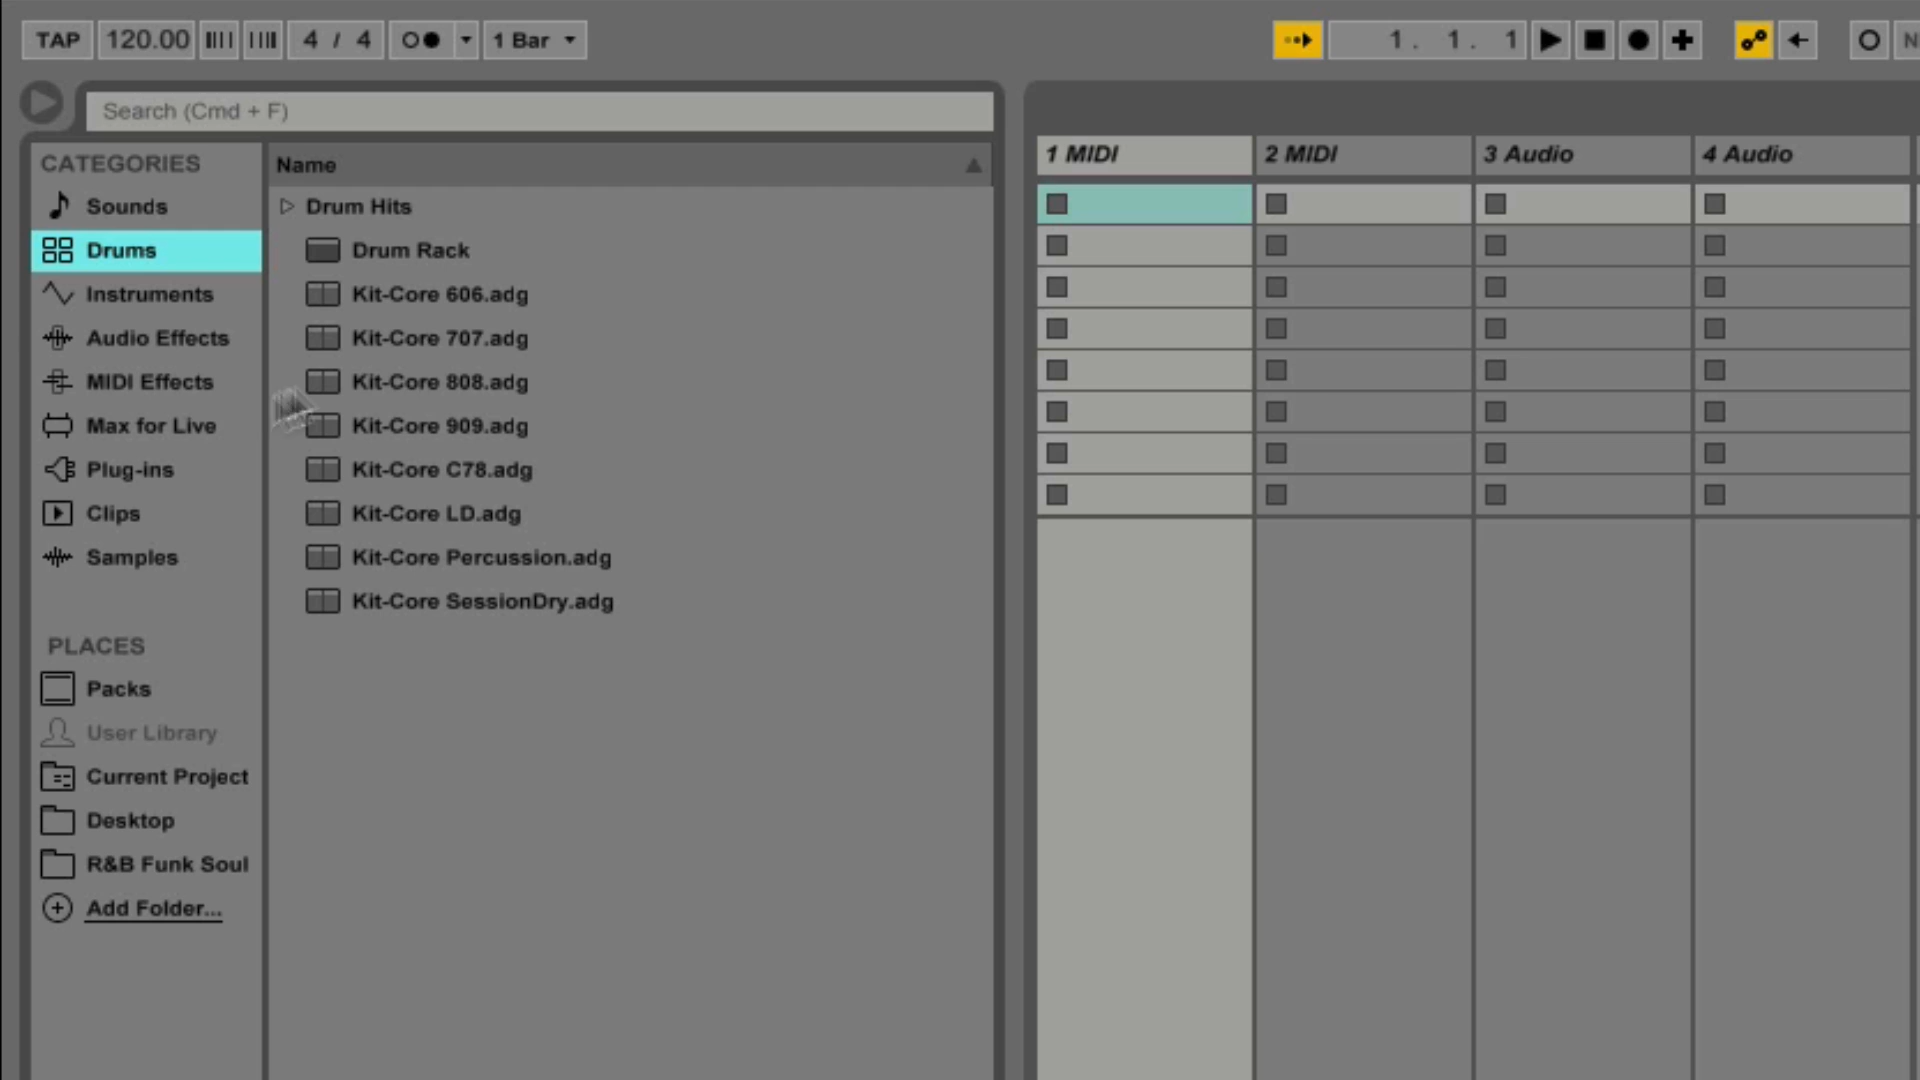 TAP 120.00 4 / 4 1 Bar 1. 1. 1
Search (Cmd + F)
CATEGORIES
Sounds
Drums
Instruments
Audio Effects
MIDI Effects
Max for Live
Plug-ins
Clips
Samples
PLACES
Packs
User Library
Current Project
Desktop
R&B Funk Soul
Add Folder...
Name
Drum Hits
Drum Rack
Kit-Core 606.adg
Kit-Core 707.adg
Kit-Core 808.adg
Kit-Core 909.adg
Kit-Core C78.adg
Kit-Core LD.adg
Kit-Core Percussion.adg
Kit-Core SessionDry.adg
1 MIDI 2 MIDI 3 Audio 4 Audio